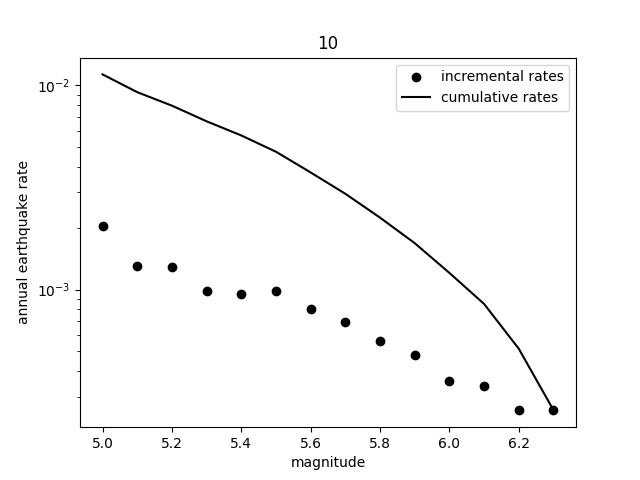 10
incremental rates
cumulative rates
annual earthquake rate
10⁻²
10⁻³
5.0 5.2 5.4 5.6 5.8 6.0 6.2
magnitude